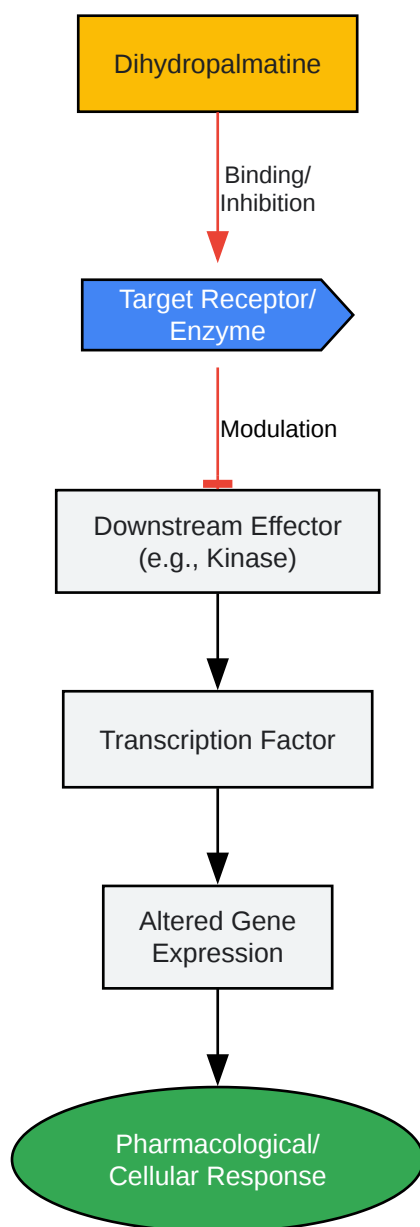 Dihydropalmatine
Binding/
Inhibition
Target Receptor/
Enzyme
Modulation
Downstream Effector
(e.g., Kinase)
Transcription Factor
Altered Gene
Expression
Pharmacological/
Cellular Response